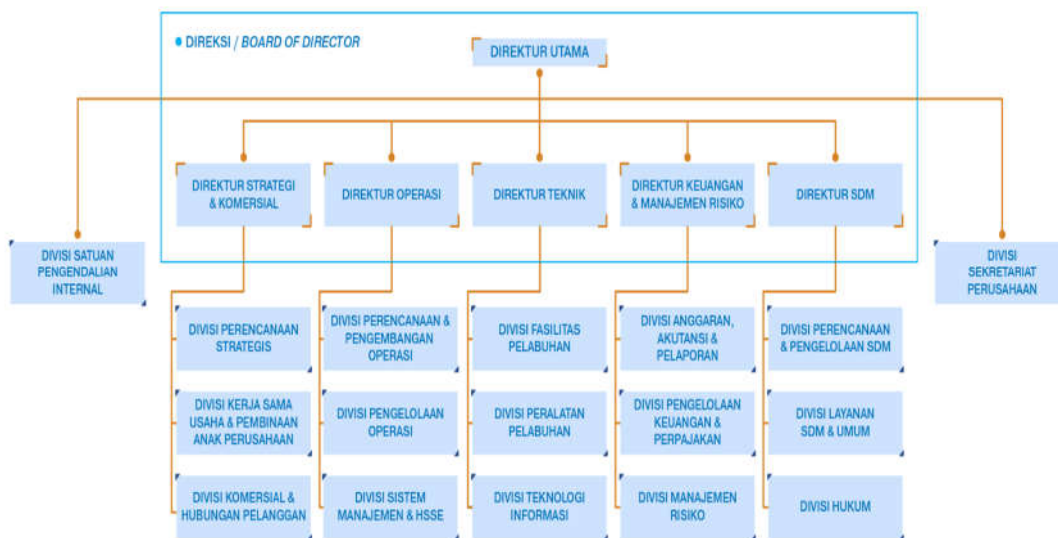 DIREKSI / BOARD OF DIRECTOR
DIREKTUR UTAMA
DIREKTUR STRATEGI
& KOMERSIAL
DIREKTUR OPERASI
DIREKTUR TEKNIK
DIREKTUR KEUANGAN
& MANAJEMEN RISIKO
DIREKTUR SDM
DIVISI SATUAN
PENGENDALIAN
INTERNAL
DIVISI
SEKRETARIAT
PERUSAHAAN
DIVISI PERENCANAAN
STRATEGIS
DIVISI PERENCANAAN &
PENGEMBANGAN
OPERASI
DIVISI FASILITAS
PELABUHAN
DIVISI ANGGARAN,
AKUTANSI &
PELAPORAN
DIVISI PERENCANAAN
& PENGELOLAAN SDM
DIVISI KERJA SAMA
USAHA & PEMBINAAN
ANAK PERUSAHAAN
DIVISI PENGELOLAAN
OPERASI
DIVISI PERALATAN
PELABUHAN
DIVISI PENGELOLAAN
KEUANGAN &
PERPAJAKAN
DIVISI LAYANAN
SDM & UMUM
DIVISI KOMERSIAL &
HUBUNGAN PELANGGAN
DIVISI SISTEM
MANAJEMEN & HSSE
DIVISI TEKNOLOGI
INFORMASI
DIVISI MANAJEMEN
RISIKO
DIVISI HUKUM